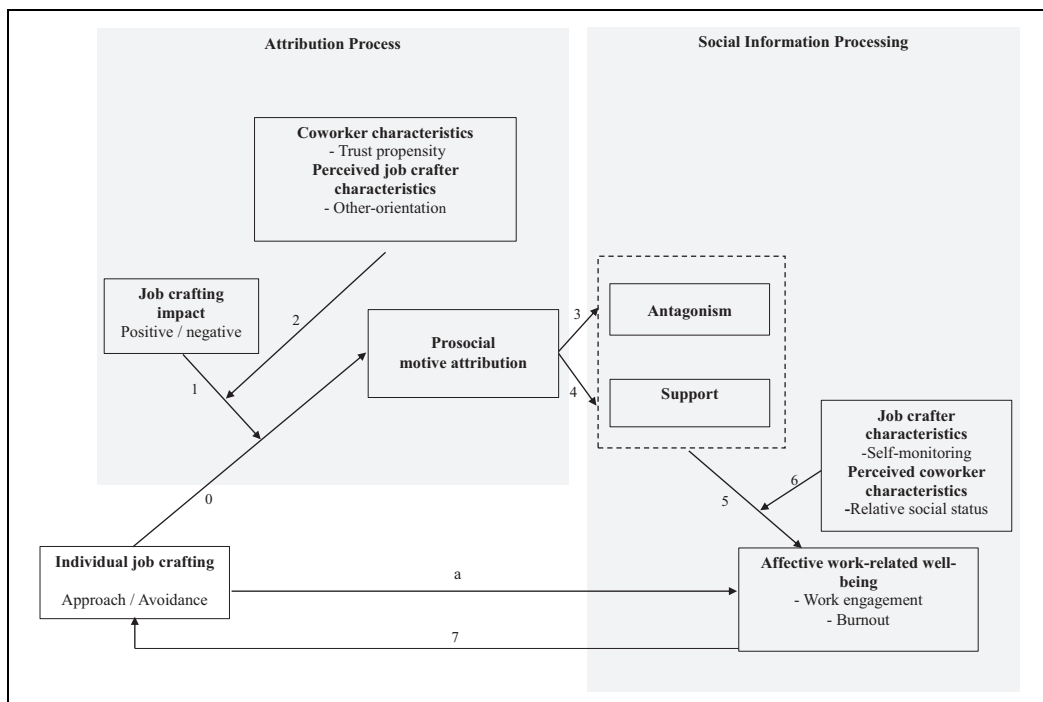 Attribution Process
Social Information Processing
Coworker characteristics
- Trust propensity
Perceived job crafter
characteristics
- Other-orientation
Job crafting
impact
Positive / negative
2
1
Prosocial
motive attribution
3
4
Antagonism
Support
Job crafter
characteristics
-Self-monitoring
Perceived coworker
characteristics
-Relative social status
5
6
0
Individual job crafting
Approach / Avoidance
a
Affective work-related well-
being
- Work engagement
- Burnout
7